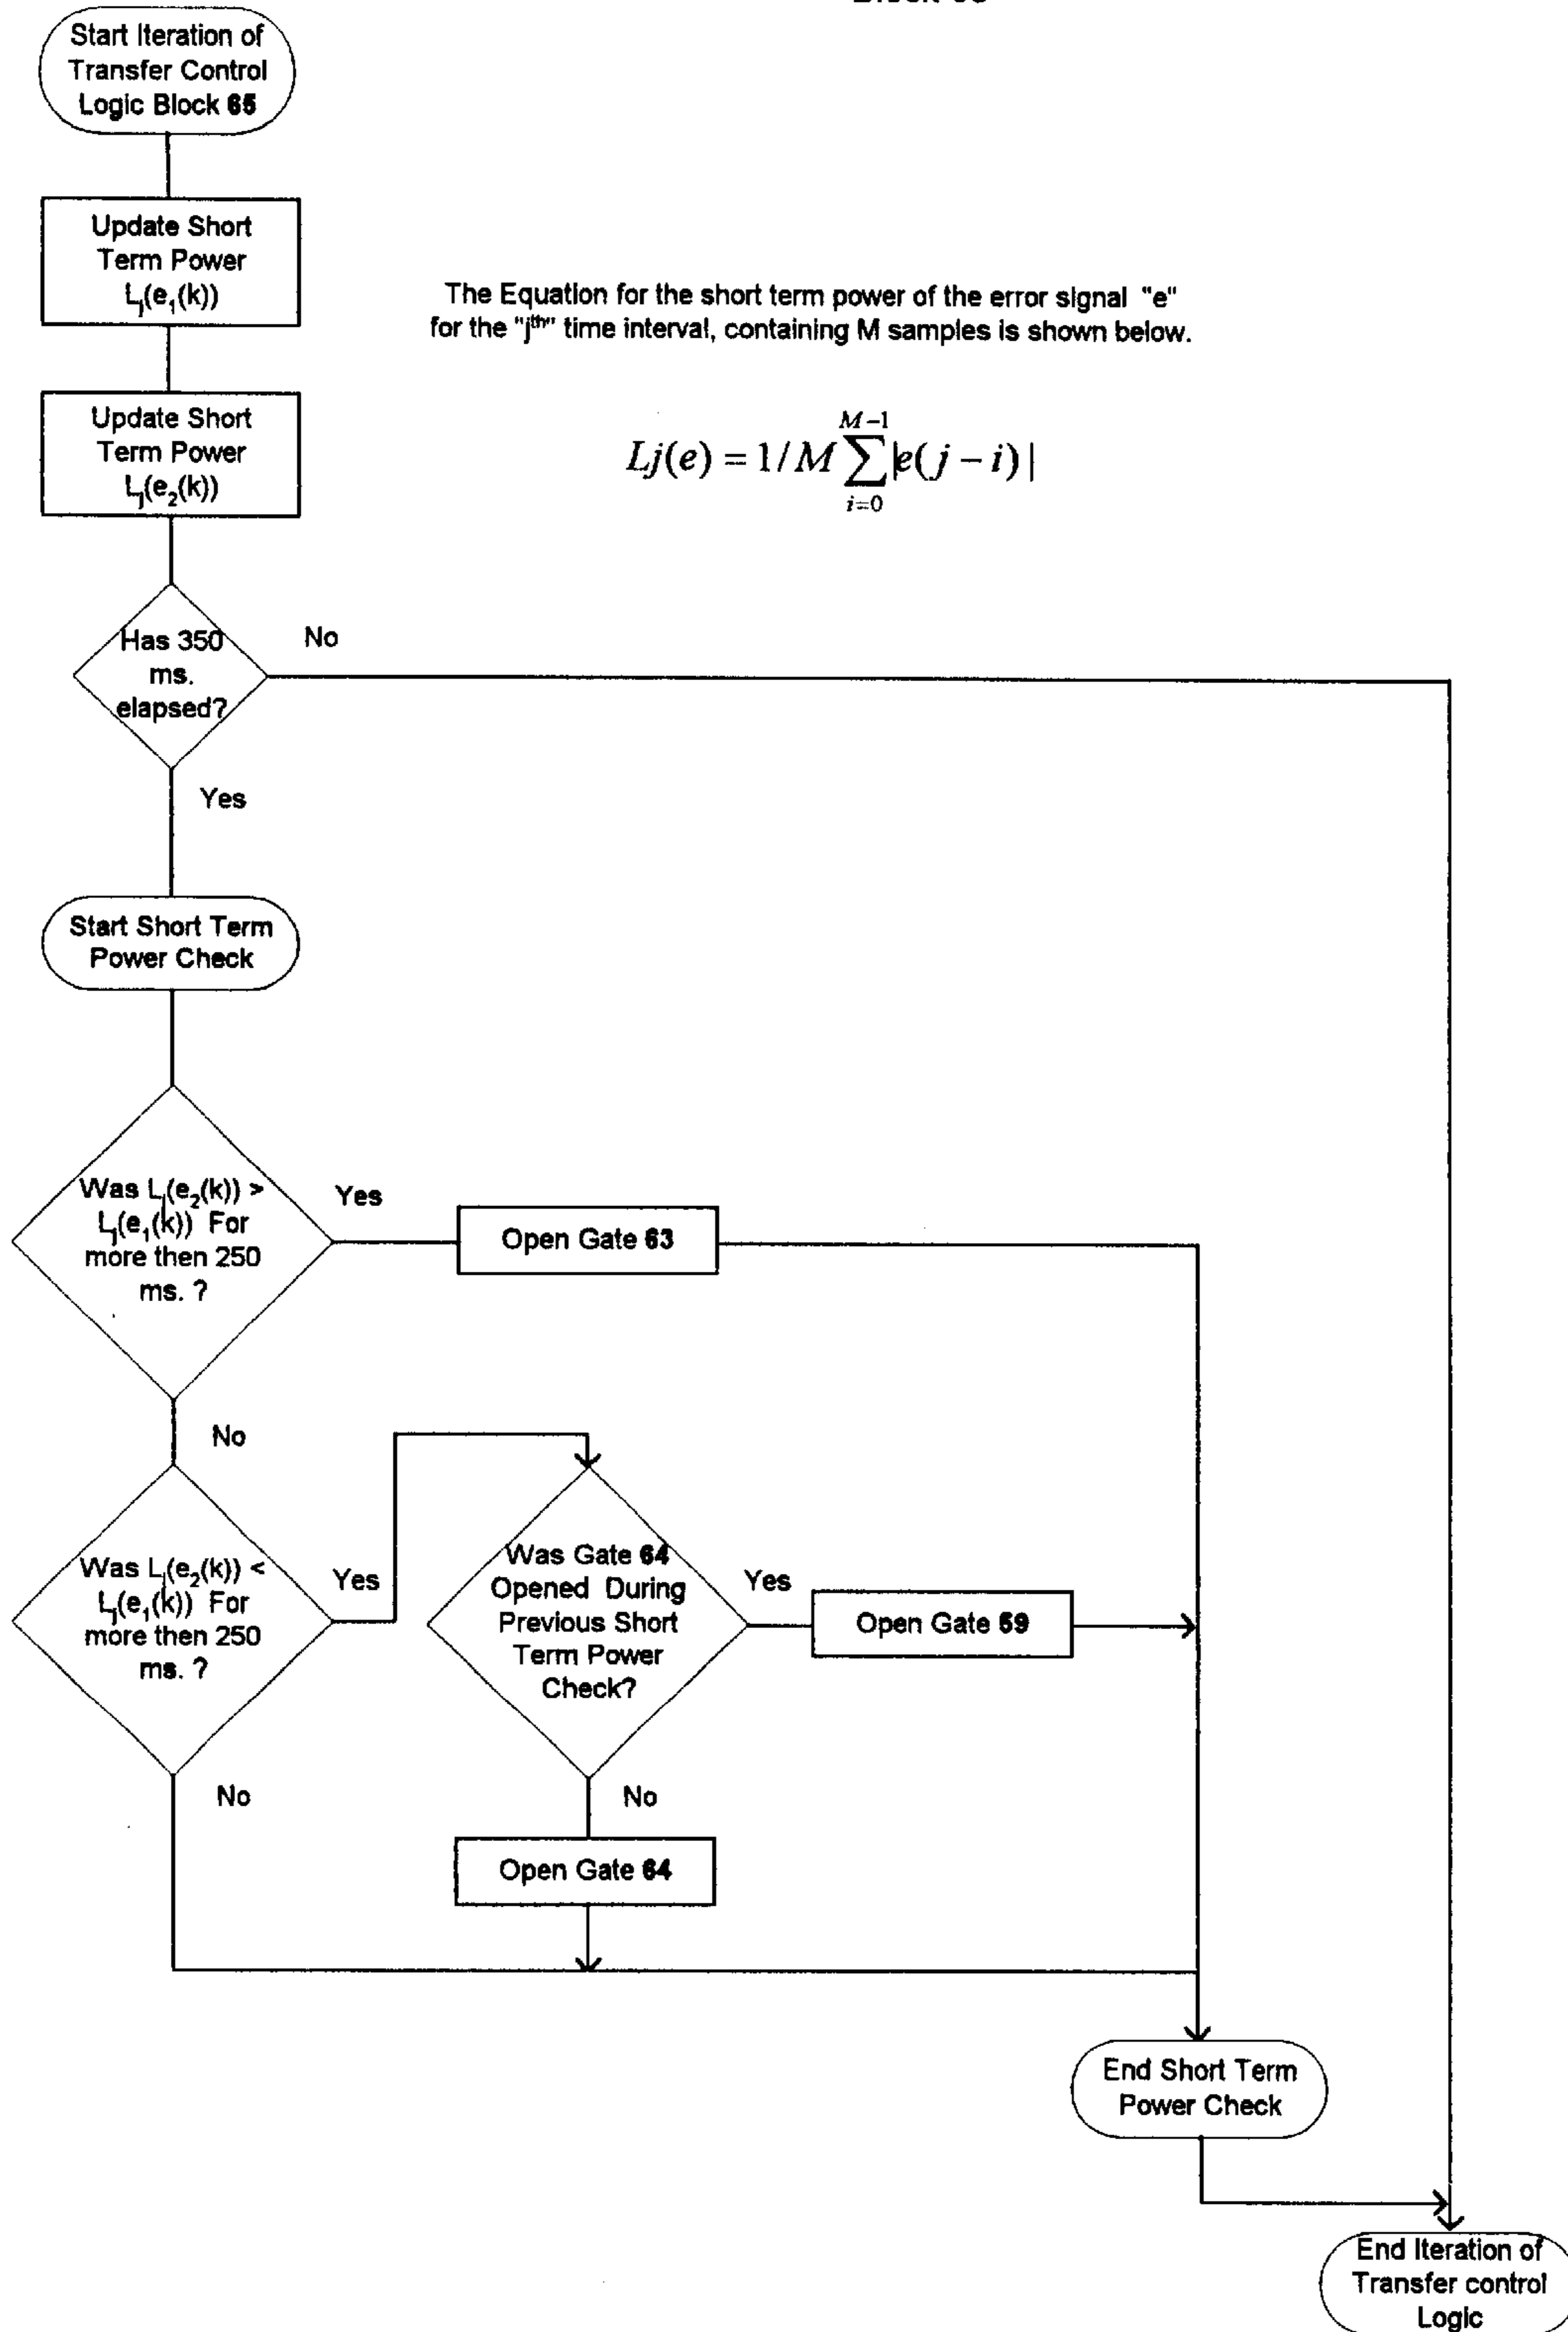 Start Iteration of
Transfer Control
Logic Block 65
Update Short
Term Power
Lj(e1(k))
The Equation for the short term power of the error signal "e"
for the "jth" time interval, containing M samples is shown below.
Update Short
Term Power
Lj(e2(k))
Lj(e) = 1/M ∑_{i=0}^{M-1} |e(j-i)|
Has 350
ms.
elapsed?
No
Yes
Start Short Term
Power Check
Was Lj(e2(k)) >
Lj(e1(k)) For
more then 250
ms. ?
Yes
Open Gate 63
No
Was Lj(e2(k)) <
Lj(e1(k)) For
more then 250
ms. ?
Yes
Was Gate 64
Opened During
Previous Short
Term Power
Check?
Yes
Open Gate 59
No
No
Open Gate 64
End Short Term
Power Check
End Iteration of
Transfer control
Logic